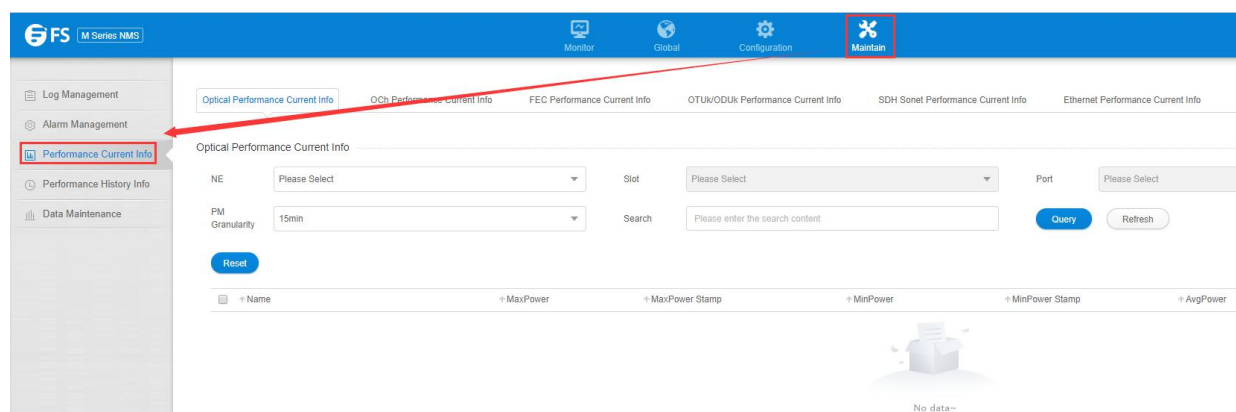 FS M Series NMS
Monitor Global Configuration Maintain
Log Management
Alarm Management
Performance Current Info
Performance History Info
Data Maintenance
Optical Performance Current Info OCh Performance Current Info FEC Performance Current Info OTUk/ODUk Performance Current Info SDH Sonet Performance Current Info Ethernet Performance Current Info
Optical Performance Current Info
NE Please Select Slot Please Select Port Please Select
PM Granularity 15min Search Please enter the search content Query Refresh
Reset
Name MaxPower MaxPower Stamp MinPower MinPower Stamp AvgPower
No data~